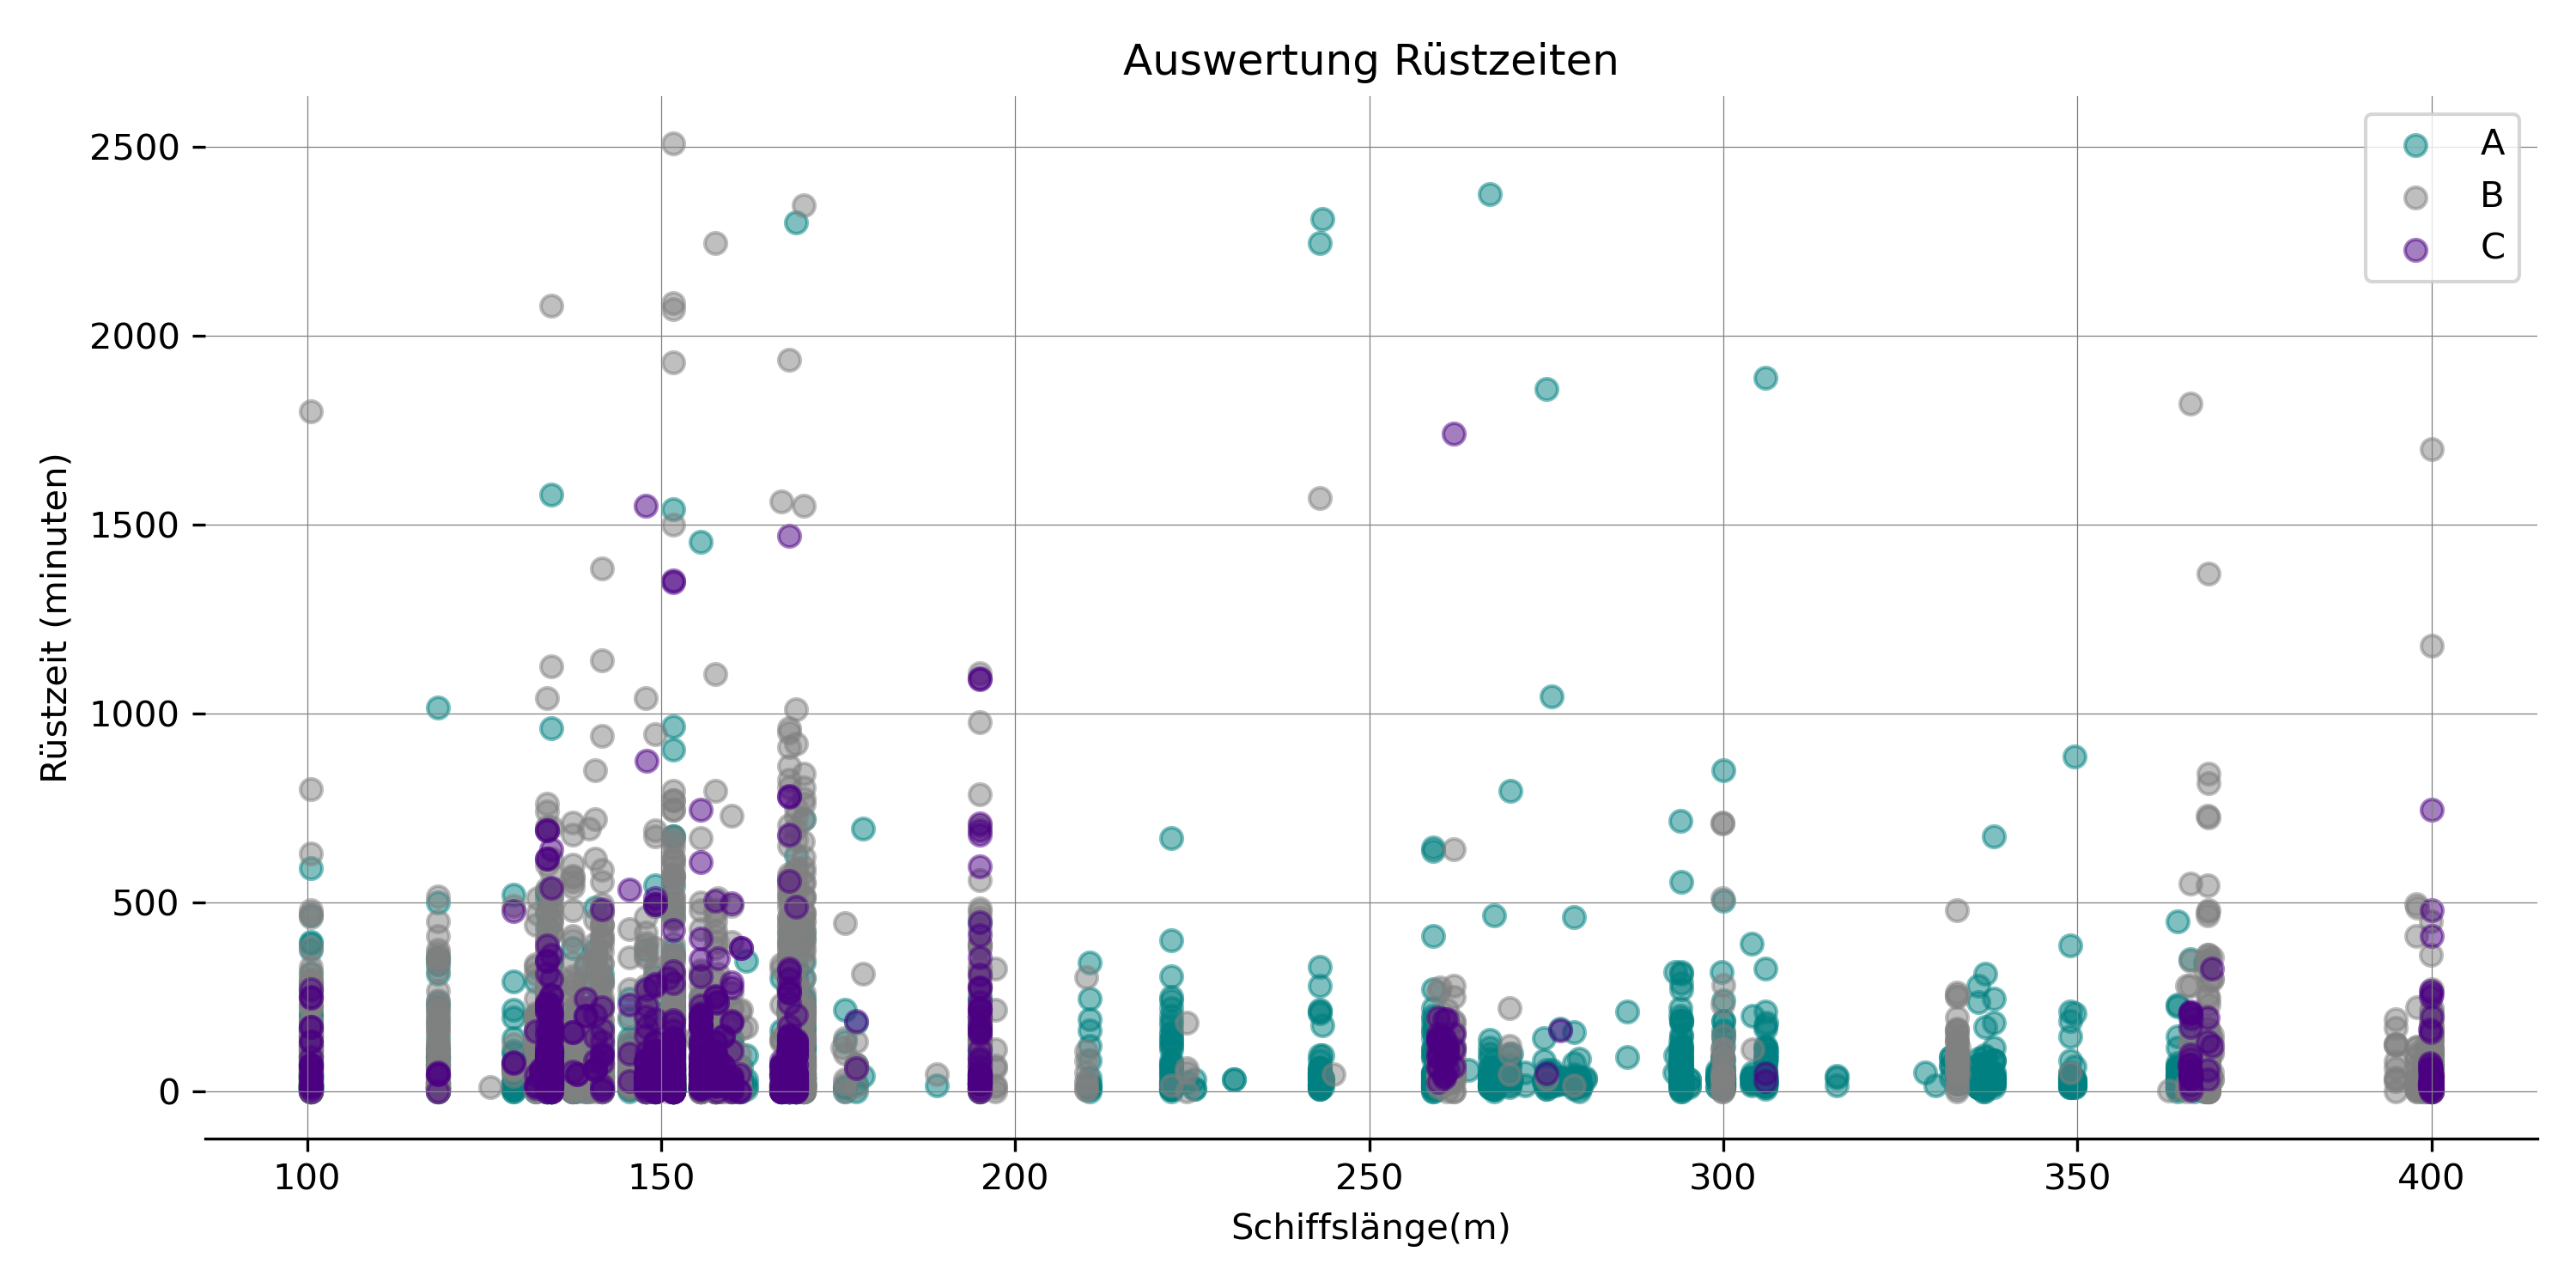 Auswertung Rüstzeiten
A
B
C
Rüstzeit (minuten)
2500
2000
1500
1000
500
0
100 150 200 250 300 350 400
Schiffslänge(m)